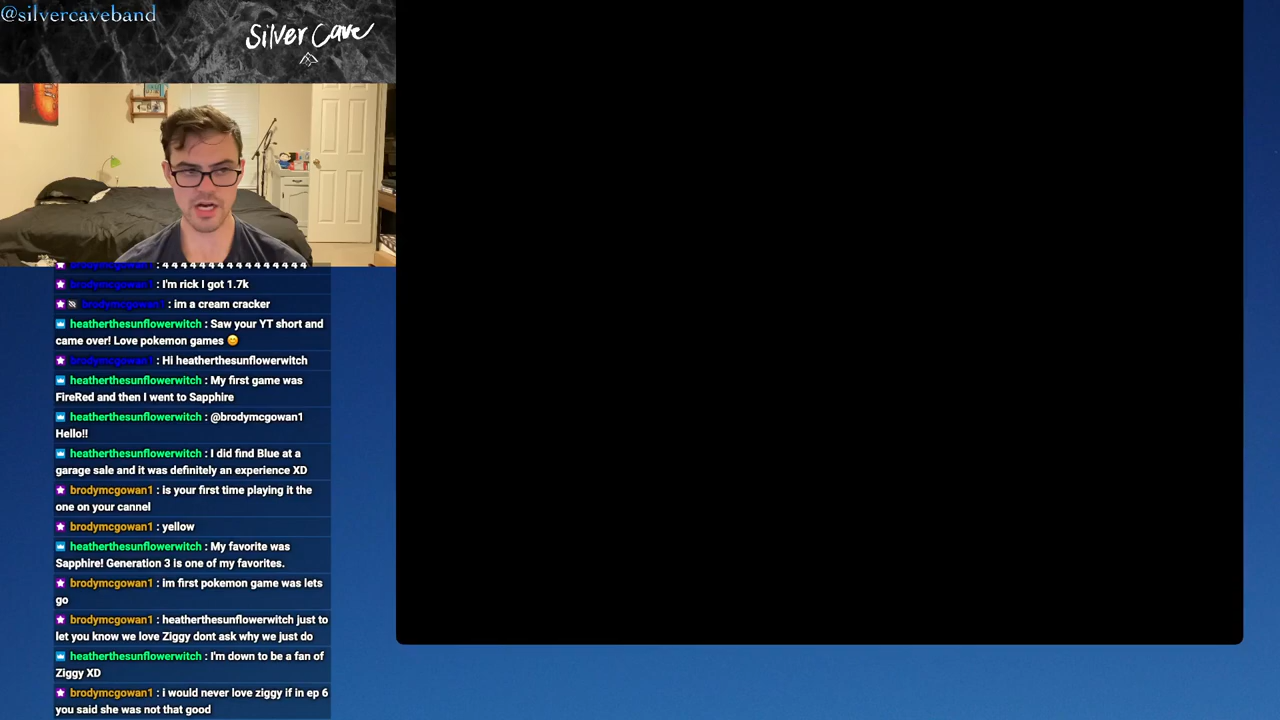 @silvercaveband
Silver Cave
brodymcgowan1 : 4 4 4 4 4 4 4 4 4 4 4 4 4 4 4 4
brodymcgowan1 : I'm rick I got 1.7k
brodymcgowan1 : im a cream cracker
heatherthesunflowerwitch : Saw your YT short and
came over! Love pokemon games 😊
brodymcgowan1 : Hi heatherthesunflowerwitch
heatherthesunflowerwitch : My first game was
FireRed and then I went to Sapphire
heatherthesunflowerwitch : @brodymcgowan1
Hello!!
heatherthesunflowerwitch : I did find Blue at a
garage sale and it was definitely an experience XD
brodymcgowan1 : is your first time playing it the
one on your cannel
brodymcgowan1 : yellow
heatherthesunflowerwitch : My favorite was
Sapphire! Generation 3 is one of my favorites.
brodymcgowan1 : im first pokemon game was lets
go
brodymcgowan1 : heatherthesunflowerwitch just to
let you know we love Ziggy dont ask why we just do
heatherthesunflowerwitch : I'm down to be a fan of
Ziggy XD
brodymcgowan1 : i would never love ziggy if in ep 6
you said she was not that good